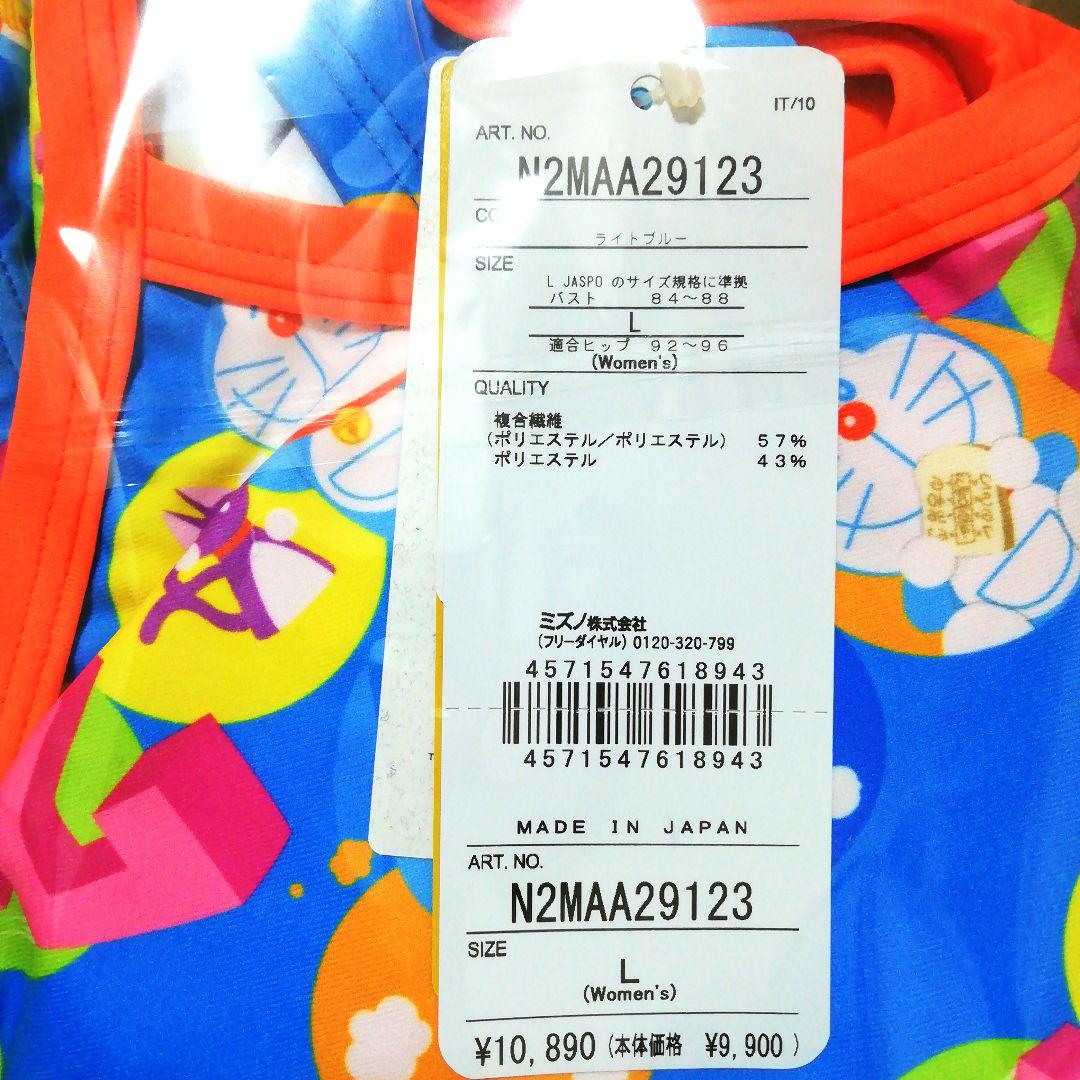 IT/10
ART. NO.
N2MAA29123
ライトブルー
SIZE
L JASPO のサイズ規格に準拠
バスト 84～88
L
適合ヒップ 92～96
(Women's)
QUALITY
複合繊維
(ポリエステル/ポリエステル) 57%
ポリエステル 43%
ミズノ株式会社
(フリーダイヤル) 0120-320-799
4571547618943
4571547618943
MADE IN JAPAN
ART. NO.
N2MAA29123
SIZE
L
(Women's)
¥10,890 (本体価格 ¥9,900 )